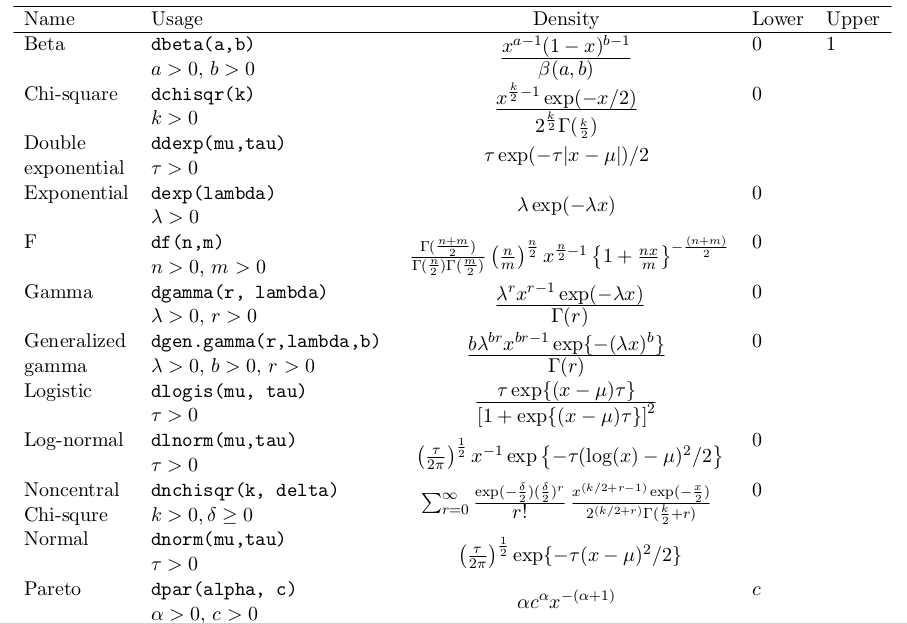 Name Usage Density Lower Upper
Beta dbeta(a,b) x^{a−1}(1 − x)^{b−1} / β(a, b) 0 1
a > 0, b > 0
Chi-square dchisqr(k) x^{k/2 −1} exp(−x/2) / 2^{k/2} Γ(k/2) 0
k > 0
Double ddexp(mu,tau) τ exp(−τ|x − μ|)/2
exponential τ > 0
Exponential dexp(lambda) λ exp(−λx) 0
λ > 0
F df(n,m) Γ((n+m)/2) / Γ(n/2)Γ(m/2) (n/m)^{n/2} x^{n/2 −1} {1 + nx/m}^{−(n+m)/2} 0
n > 0, m > 0
Gamma dgamma(r, lambda) λ^r x^{r−1} exp(−λx) / Γ(r) 0
λ > 0, r > 0
Generalized dgen.gamma(r,lambda,b) bλ^{br} x^{br−1} exp{−(λx)^b} / Γ(r) 0
gamma λ > 0, b > 0, r > 0
Logistic dlogis(mu, tau) τ exp{(x − μ)τ} / [1 + exp{(x − μ)τ}]^2
τ > 0
Log-normal dlnorm(mu,tau) (τ/2π)^{1/2} x^{−1} exp {−τ(log(x) − μ)^2/2} 0
τ > 0
Noncentral dnchisqr(k, delta) ∑_{r=0}^{∞} exp(−δ/2)(δ/2)^r / r! x^{(k/2+r−1)} exp(−x/2) / 2^{(k/2+r)} Γ(k/2 +r) 0
Chi-squre k > 0, δ ≥ 0
Normal dnorm(mu,tau) (τ/2π)^{1/2} exp{−τ(x − μ)^2/2}
τ > 0
Pareto dpar(alpha, c) αc^α x^{−(α+1)} c
α > 0, c > 0